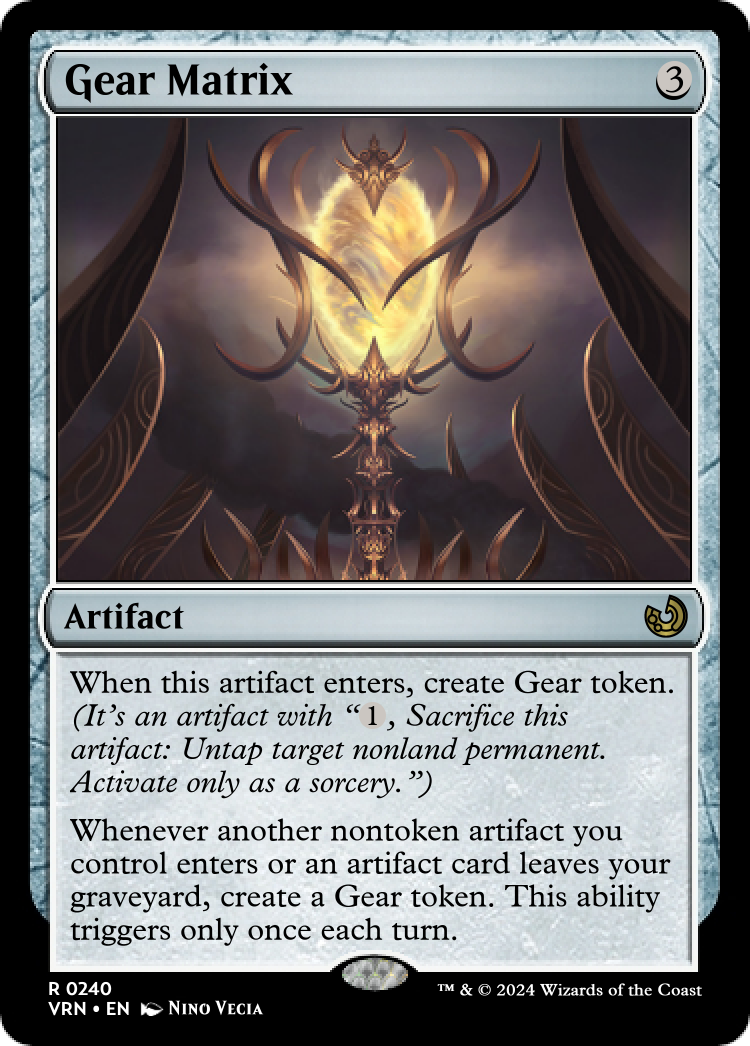 Gear Matrix 3
Artifact
When this artifact enters, create Gear token.
(It's an artifact with “1, Sacrifice this
artifact: Untap target nonland permanent.
Activate only as a sorcery.”)
Whenever another nontoken artifact you
control enters or an artifact card leaves your
graveyard, create a Gear token. This ability
triggers only once each turn.
R 0240
VRN • EN Nino Vecia
™ & © 2024 Wizards of the Coast